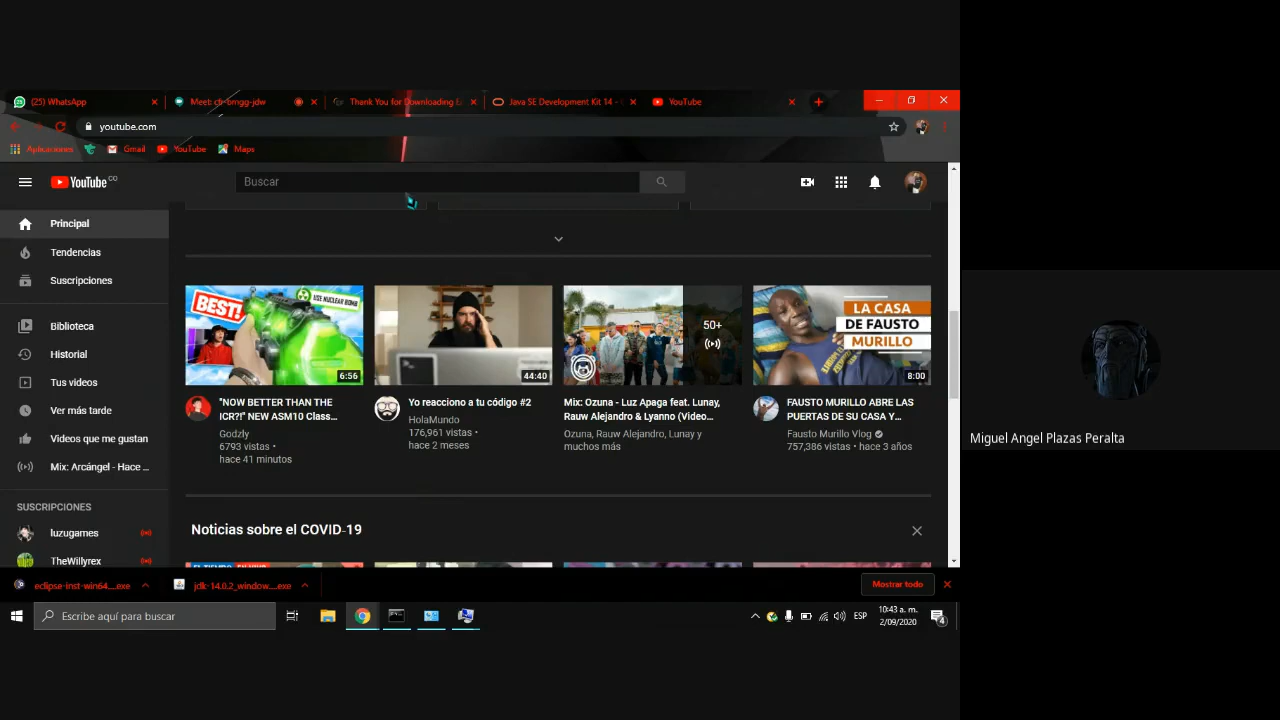 (25) WhatsApp
Meet: cfr-bmgg-jdw
Thank You for Downloading E
Java SE Development Kit 14 -
YouTube
youtube.com
Aplicaciones
Gmail
YouTube
Maps
YouTube CO
Buscar
Principal
Tendencias
Suscripciones
Biblioteca
Historial
Tus videos
Ver más tarde
Videos que me gustan
Mix: Arcángel - Hace ...
SUSCRIPCIONES
luzugames
TheWillyrex
BEST!
USE NUCLEAR BOMB
6:56
"NOW BETTER THAN THE
ICR?!" NEW ASM10 Class...
Godzly
6793 vistas •
hace 41 minutos
44:40
Yo reacciono a tu código #2
HolaMundo
176,961 vistas •
hace 2 meses
50+
Mix: Ozuna - Luz Apaga feat. Lunay,
Rauw Alejandro & Lyanno (Video...
Ozuna, Rauw Alejandro, Lunay y
muchos más
LA CASA
DE FAUSTO
MURILLO
8:00
FAUSTO MURILLO ABRE LAS
PUERTAS DE SU CASA Y...
Fausto Murillo Vlog
757,386 vistas • hace 3 años
Noticias sobre el COVID-19
eclipse-inst-win64....exe
jdk-14.0.2_window....exe
Mostrar todo
Escribe aquí para buscar
ESP
10:43 a. m.
2/09/2020
4
Miguel Angel Plazas Peralta